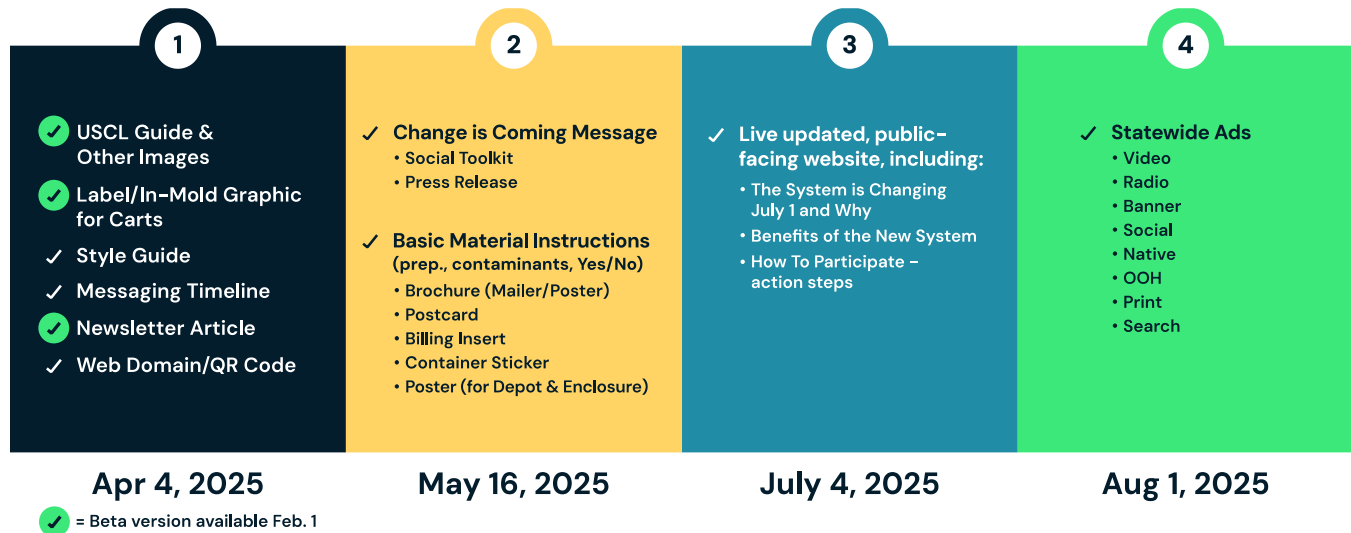 1
USCL Guide &
Other Images
Label/In-Mold Graphic
for Carts
Style Guide
Messaging Timeline
Newsletter Article
Web Domain/QR Code
Apr 4, 2025
= Beta version available Feb. 1
2
Change is Coming Message
• Social Toolkit
• Press Release
Basic Material Instructions
(prep., contaminants, Yes/No)
• Brochure (Mailer/Poster)
• Postcard
• Billing Insert
• Container Sticker
• Poster (for Depot & Enclosure)
May 16, 2025
3
Live updated, public-
facing website, including:
• The System is Changing
July 1 and Why
• Benefits of the New System
• How To Participate –
action steps
July 4, 2025
4
Statewide Ads
• Video
• Radio
• Banner
• Social
• Native
• OOH
• Print
• Search
Aug 1, 2025